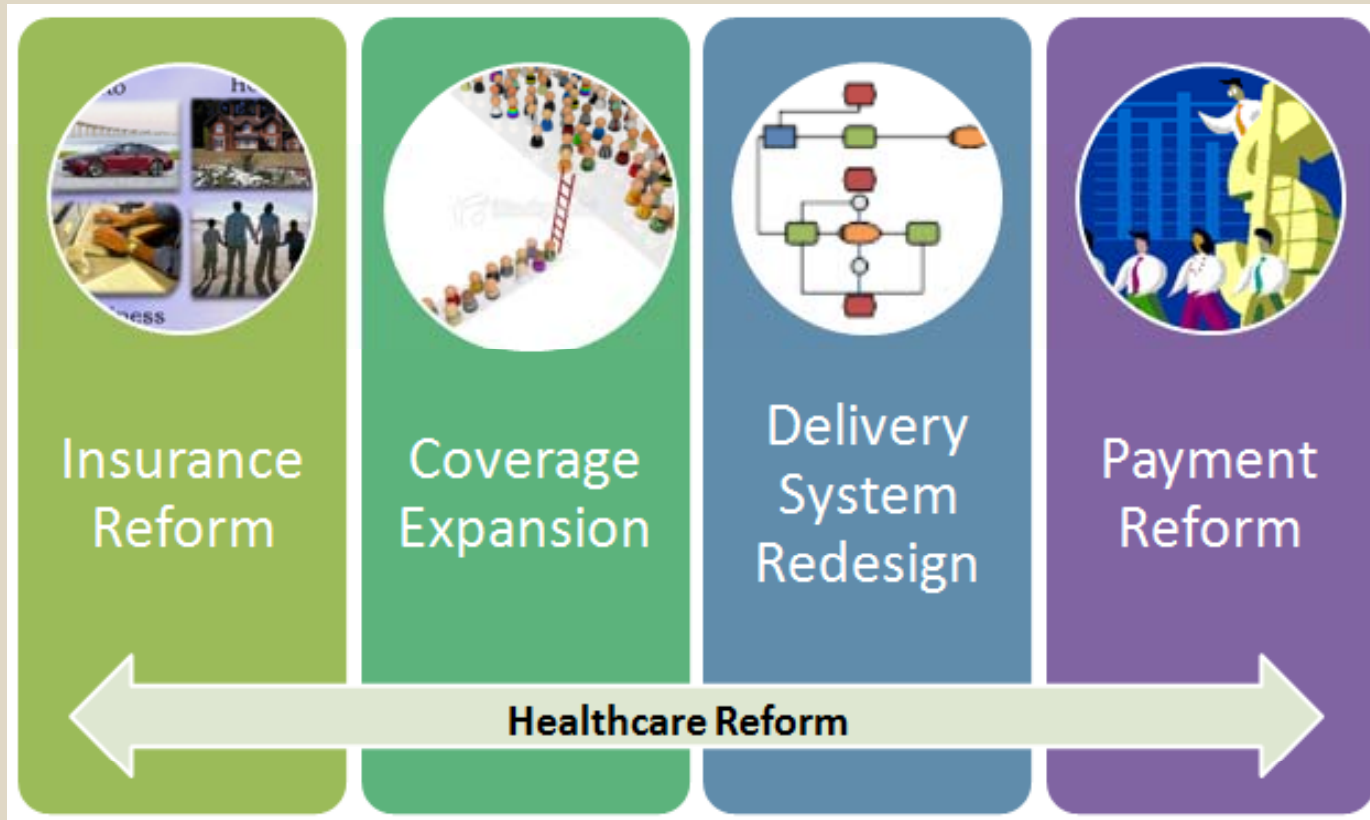 Insurance
Reform
Coverage
Expansion
Delivery
System
Redesign
Payment
Reform
Healthcare Reform